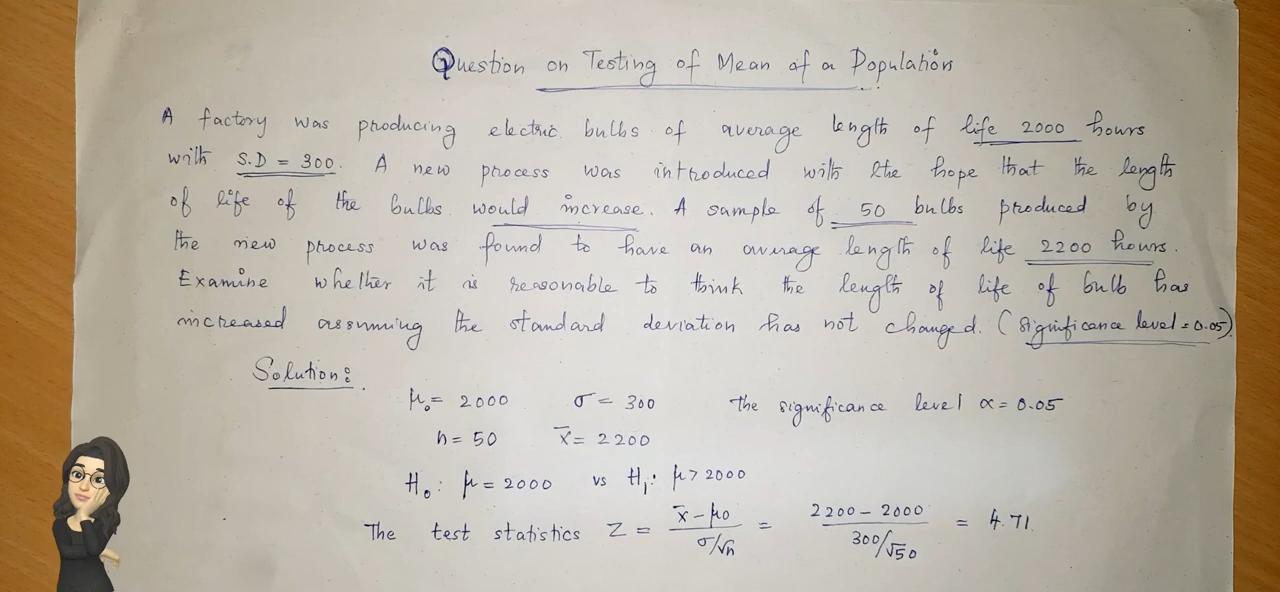 Question on Testing of Mean of a Population
A factory was producing electric bulbs of average length of life 2000 hours
with S.D = 300. A new process was introduced with the hope that the length
of life of the bulbs would increase. A sample of 50 bulbs produced by
the new process was found to have an average length of life 2200 hours.
Examine whether it is reasonable to think the length of life of bulb has
increased assuming the standard deviation has not changed. (significance level = 0.05)
Solution:
μ₀ = 2000 σ = 300 The significance level α = 0.05
n = 50 x̄ = 2200
H₀: μ = 2000 vs H₁: μ > 2000
The test statistics Z = (x̄ - μ0)/(σ/√n) = (2200 - 2000)/(300/√50) = 4.71.